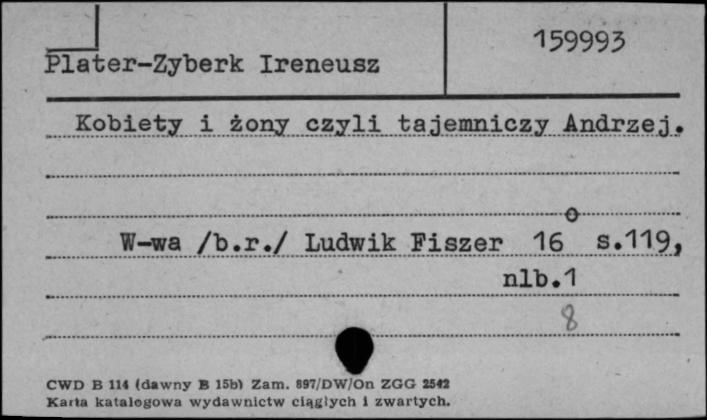 159993
Plater-Zyberk Ireneusz
Kobiety i żony czyli tajemniczy Andrzej.
W-wa /b.r./ Ludwik Fiszer 16° s.119,
nlb.1
8
CWD B 114 (dawny B 15b) Zam. 897/DW/On ZGG 2542
Karta katalogowa wydawnictw ciągłych i zwartych.